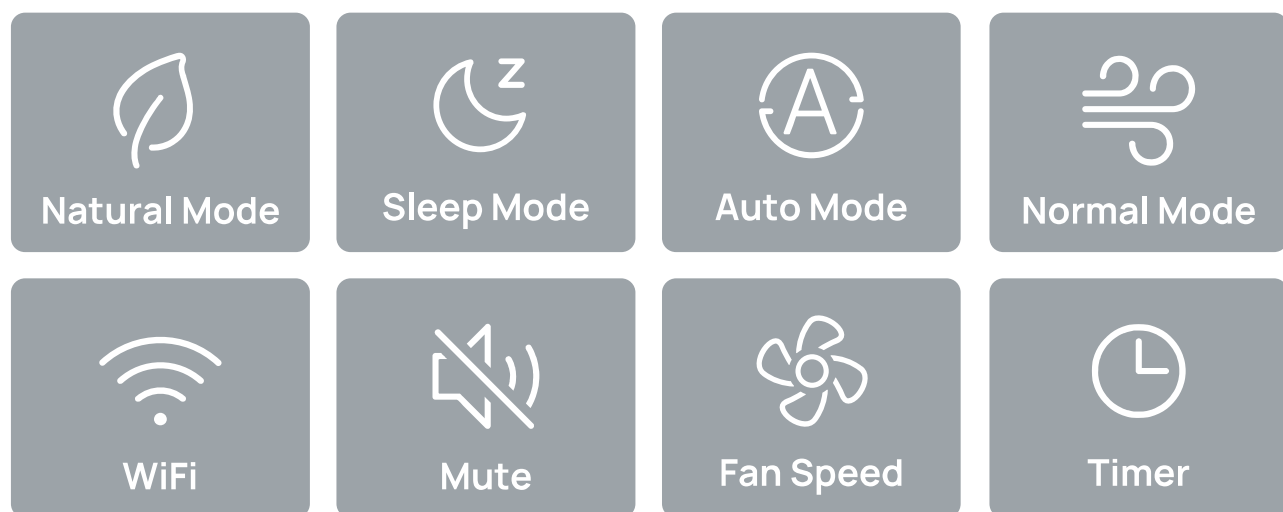 Z
Natural Mode
Sleep Mode
A
Auto Mode
Normal Mode
WiFi
Mute
Fan Speed
Timer